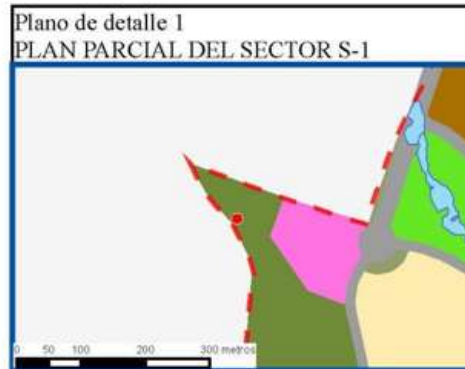 Plano de detalle 1
PLAN PARCIAL DEL SECTOR S-1
0 50 100 200 300 metros